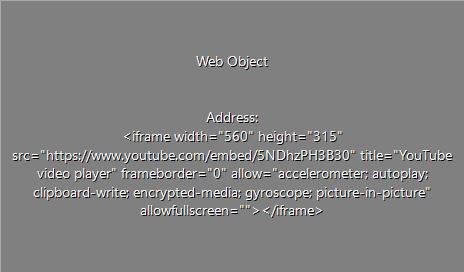 Web Object
Address:
<iframe width="560" height="315"
src="https://www.youtube.com/embed/5NDhzPH3B30" title="YouTube
video player" frameborder="0" allow="accelerometer; autoplay;
clipboard-write; encrypted-media; gyroscope; picture-in-picture"
allowfullscreen=""></iframe>